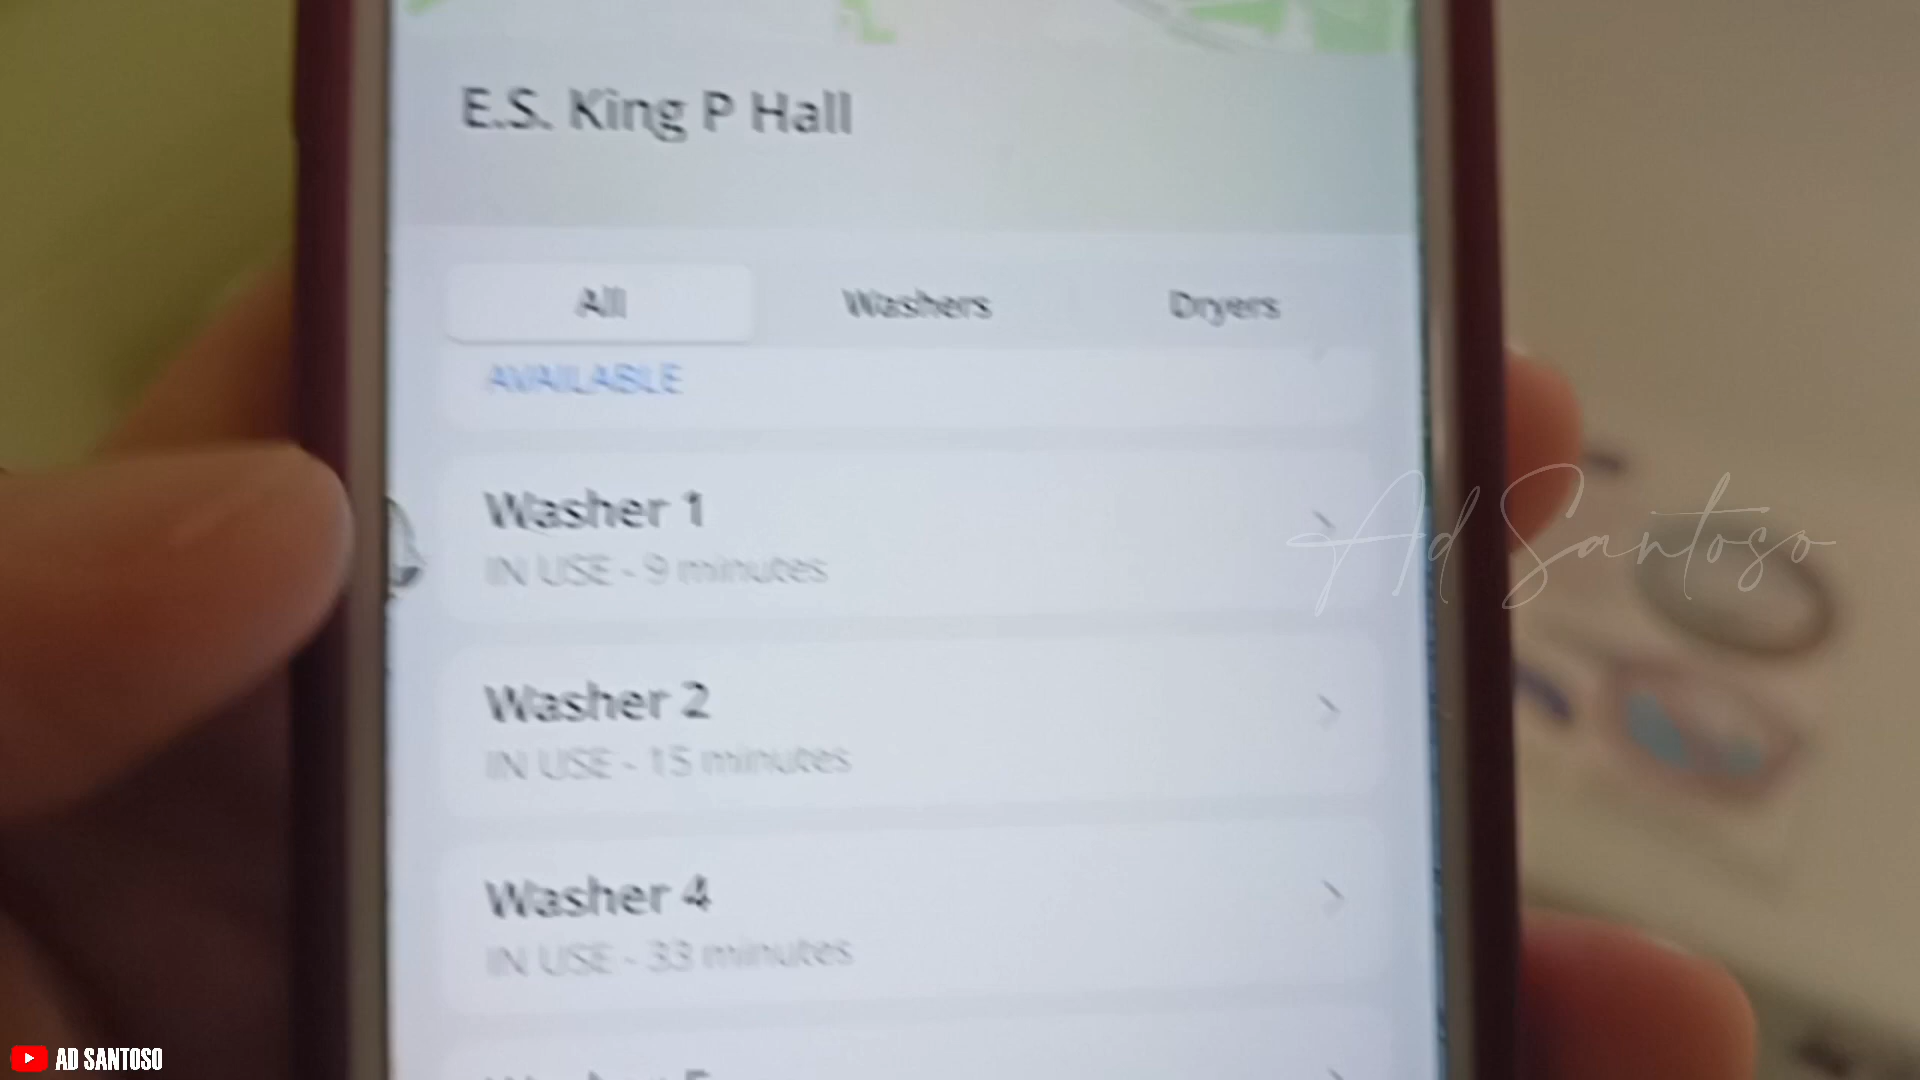 E.S. King P Hall
All Washers Dryers
AVAILABLE
Washer 1
IN USE - 9 minutes
Ad Santoso
Washer 2
IN USE - 15 minutes
Washer 4
IN USE - 33 minutes
AD SANTOSO